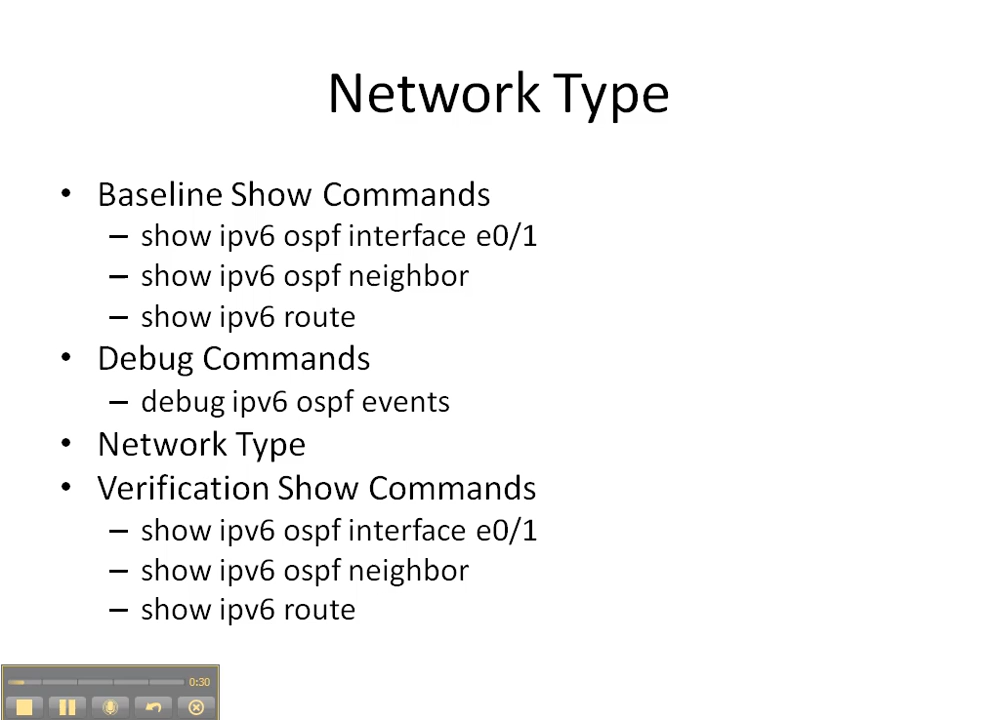 Network Type
• Baseline Show Commands
– show ipv6 ospf interface e0/1
– show ipv6 ospf neighbor
– show ipv6 route
• Debug Commands
– debug ipv6 ospf events
• Network Type
• Verification Show Commands
– show ipv6 ospf interface e0/1
– show ipv6 ospf neighbor
– show ipv6 route
0:30